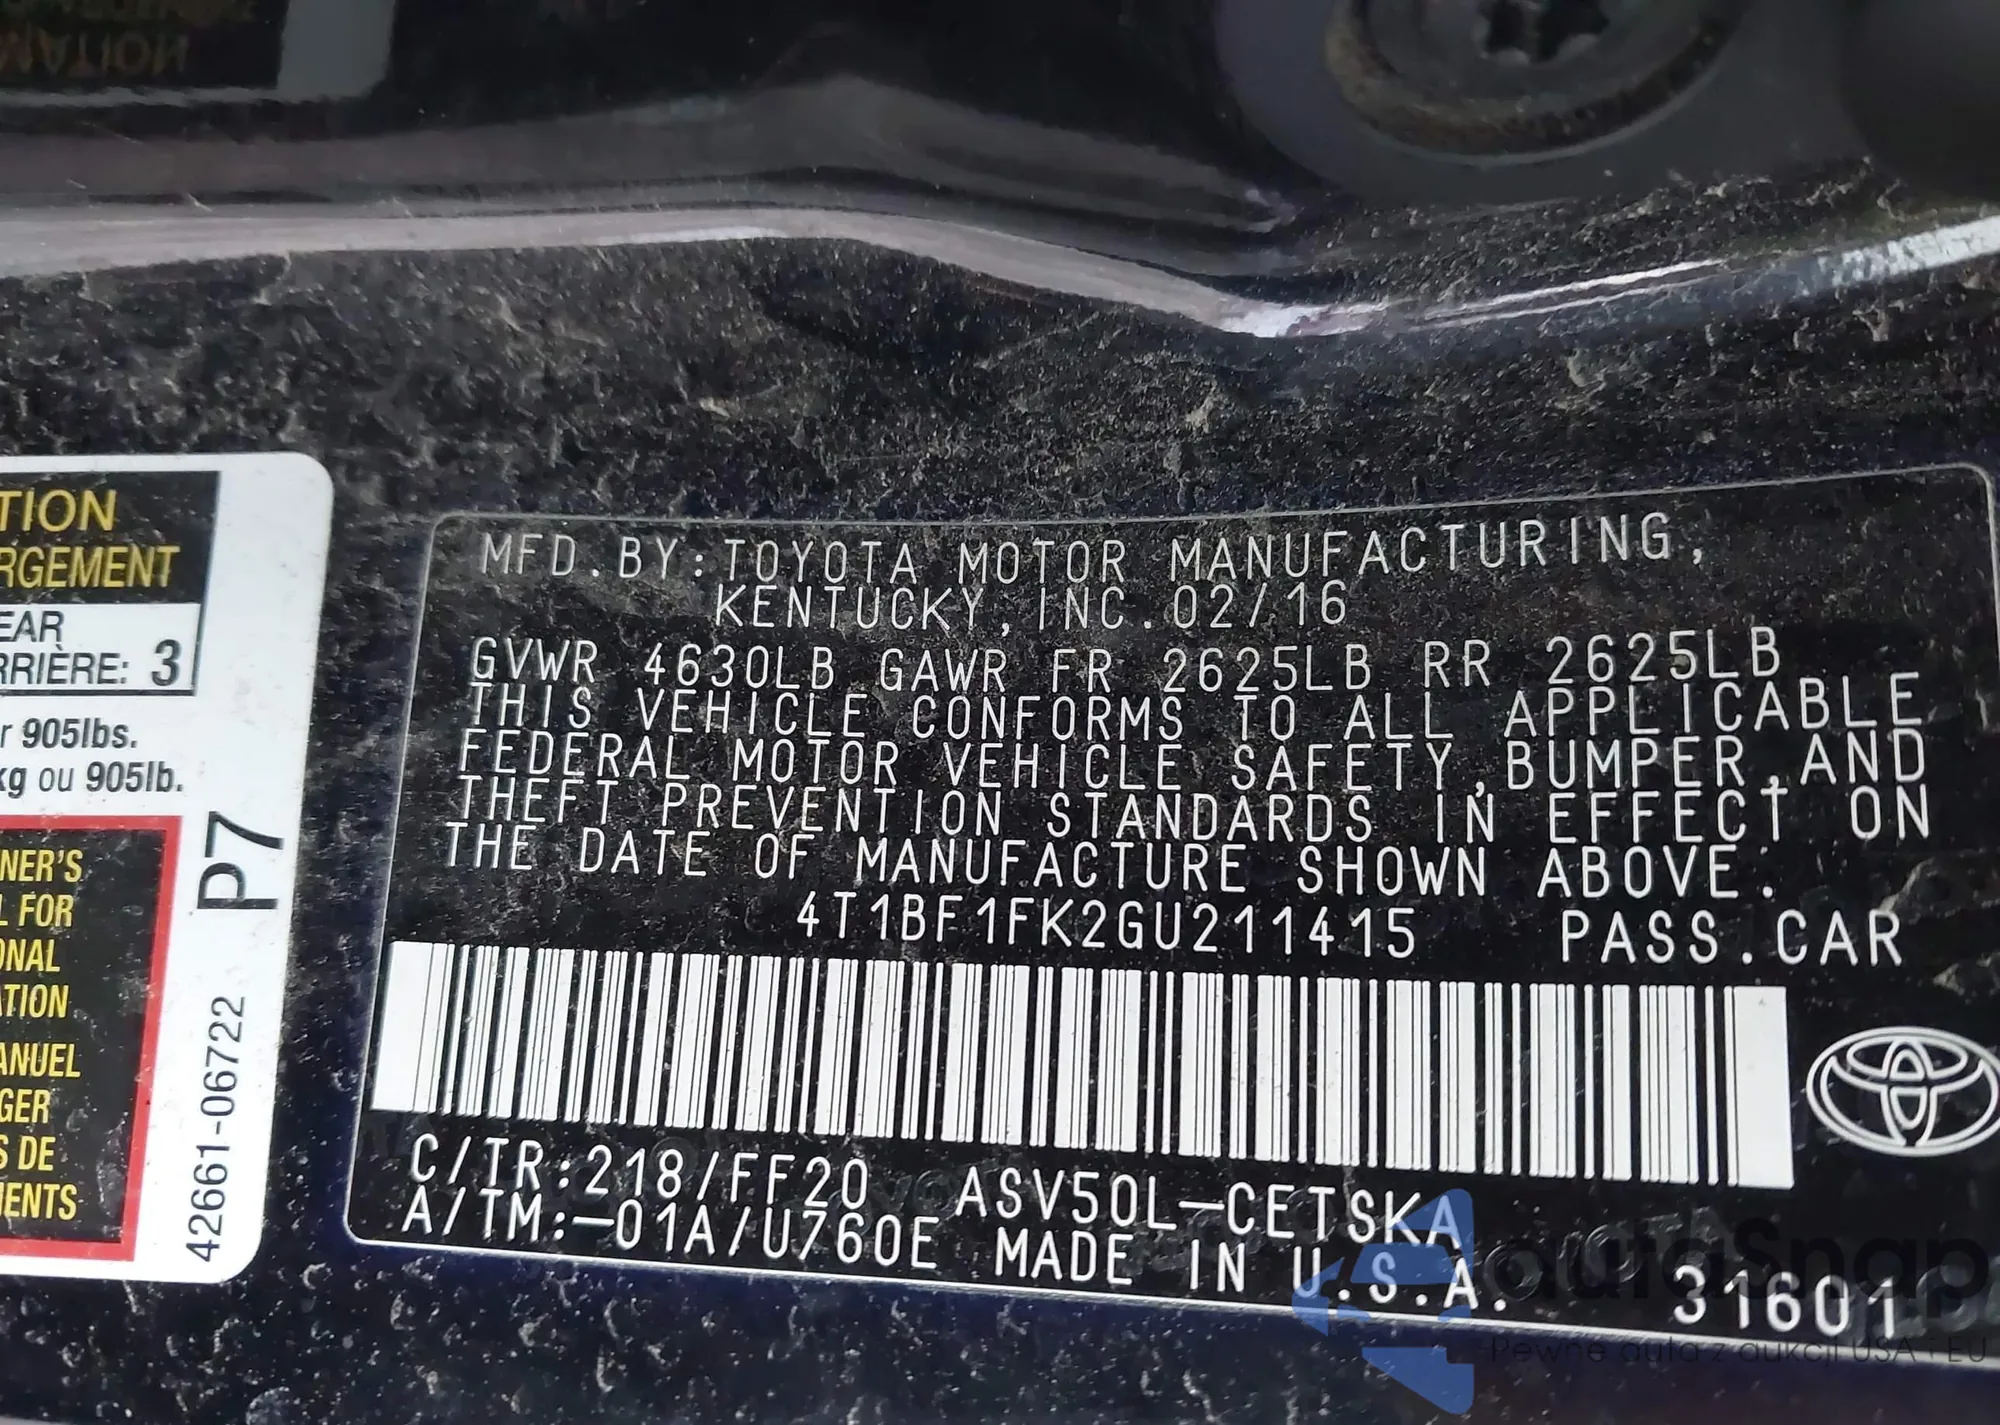 TION
RGEMENT
EAR
RRIÈRE: 3
r 905lbs.
kg ou 905lb.
NER'S
L FOR
ONAL
ATION
ANUEL
GER
S DE
MENTS
P7
42661-06722
MFD.BY:TOYOTA MOTOR MANUFACTURING,
KENTUCKY,INC.02/16
GVWR 4630LB GAWR FR 2625LB RR 2625LB
THIS VEHICLE CONFORMS TO ALL APPLICABLE
FEDERAL MOTOR VEHICLE SAFETY,BUMPER,AND
THEFT PREVENTION STANDARDS IN EFFECT ON
THE DATE OF MANUFACTURE SHOWN ABOVE.
4T1BF1FK2GU211415 PASS.CAR
C/TR:218/FF20 ASV50L-CETSKA
A/TM:-01A/U760E MADE IN U.S.A. 31601
autoSnap
Pewne auta z aukcji USA i EU